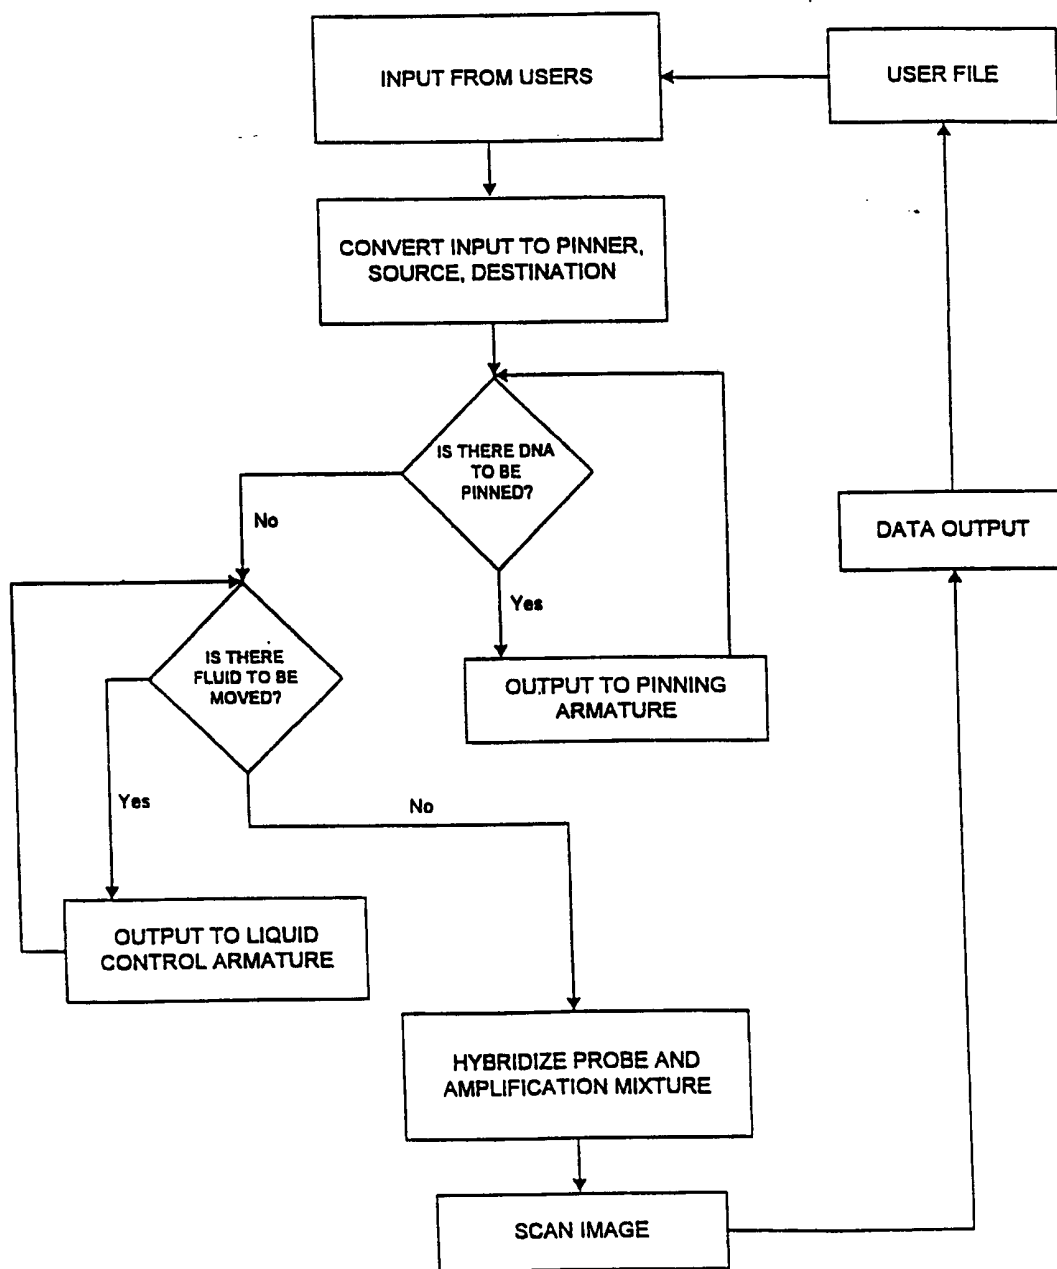 INPUT FROM USERS
USER FILE
CONVERT INPUT TO PINNER,
SOURCE, DESTINATION
IS THERE DNA
TO BE
PINNED?
No
Yes
DATA OUTPUT
IS THERE
FLUID TO BE
MOVED?
OUTPUT TO PINNING
ARMATURE
Yes
No
OUTPUT TO LIQUID
CONTROL ARMATURE
HYBRIDIZE PROBE AND
AMPLIFICATION MIXTURE
SCAN IMAGE